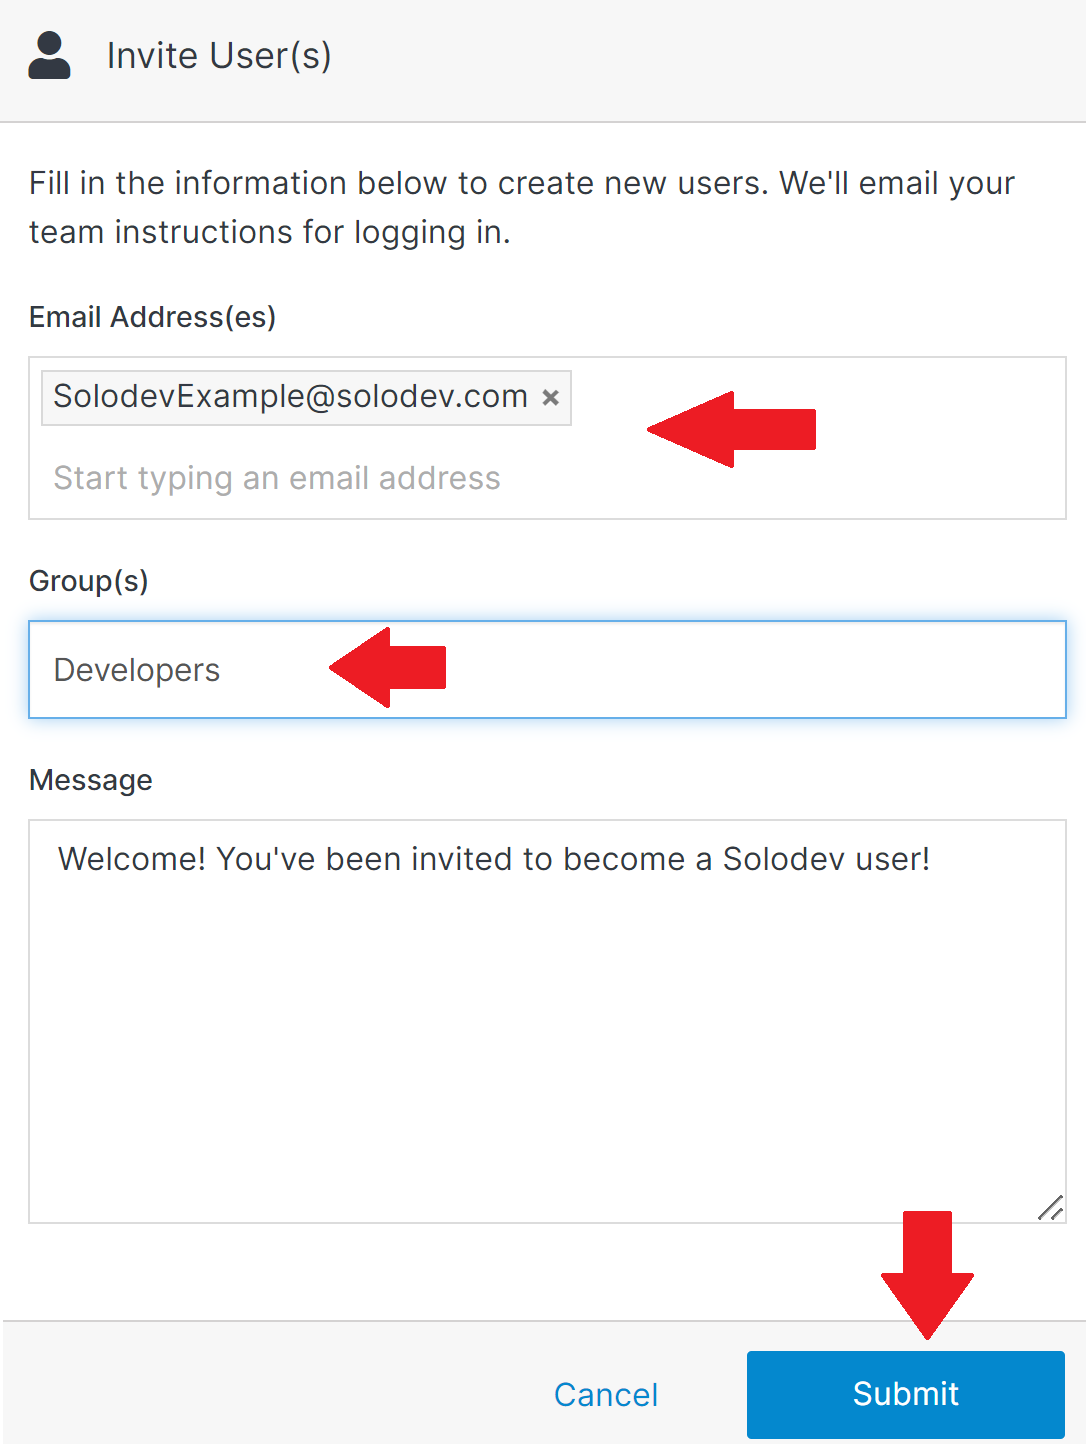 Invite User(s)
Fill in the information below to create new users. We'll email your
team instructions for logging in.
Email Address(es)
SolodevExample@solodev.com ×
Start typing an email address
Group(s)
Developers
Message
Welcome! You've been invited to become a Solodev user!
Cancel
Submit